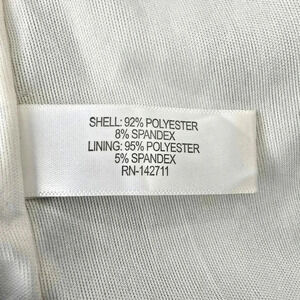 SHELL: 92% POLYESTER
8% SPANDEX
LINING: 95% POLYESTER
5% SPANDEX
RN-142711